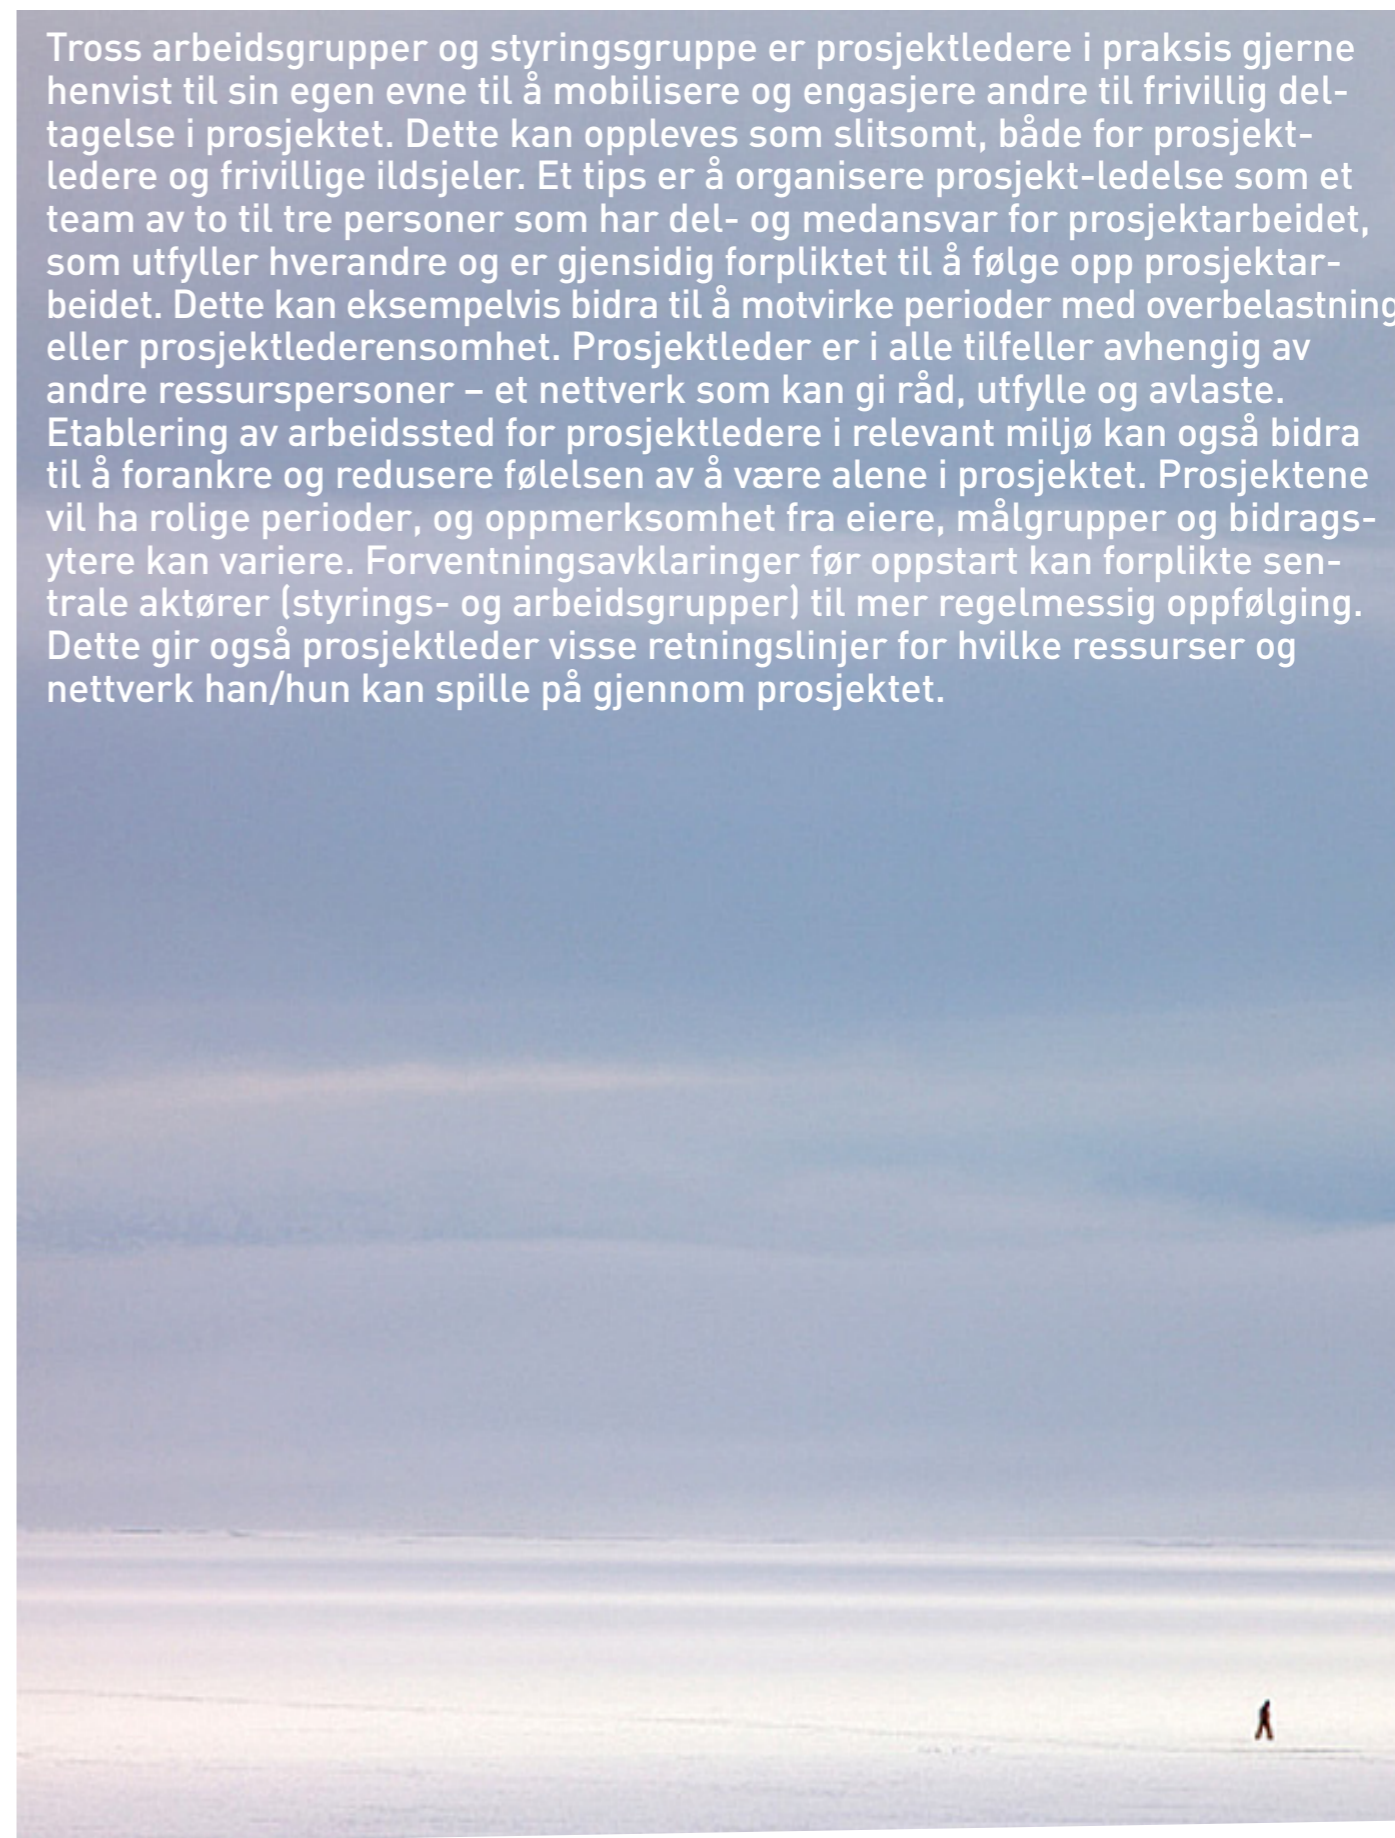 Tross arbeidsgrupper og styringsgruppe er prosjektledere i praksis gjerne
henvist til sin egen evne til å mobilisere og engasjere andre til frivillig del-
tagelse i prosjektet. Dette kan oppleves som slitsomt, både for prosjekt-
ledere og frivillige ildsjeler. Et tips er å organisere prosjekt-ledelse som et
team av to til tre personer som har del- og medansvar for prosjektarbeidet,
som utfyller hverandre og er gjensidig forpliktet til å følge opp prosjektar-
beidet. Dette kan eksempelvis bidra til å motvirke perioder med overbelastning
eller prosjektlederensomhet. Prosjektleder er i alle tilfeller avhengig av
andre ressurspersoner – et nettverk som kan gi råd, utfylle og avlaste.
Etablering av arbeidssted for prosjektledere i relevant miljø kan også bidra
til å forankre og redusere følelsen av å være alene i prosjektet. Prosjektene
vil ha rolige perioder, og oppmerksomhet fra eiere, målgrupper og bidrags-
ytere kan variere. Forventningsavklaringer før oppstart kan forplikte sen-
trale aktører (styrings- og arbeidsgrupper) til mer regelmessig oppfølging.
Dette gir også prosjektleder visse retningslinjer for hvilke ressurser og
nettverk han/hun kan spille på gjennom prosjektet.